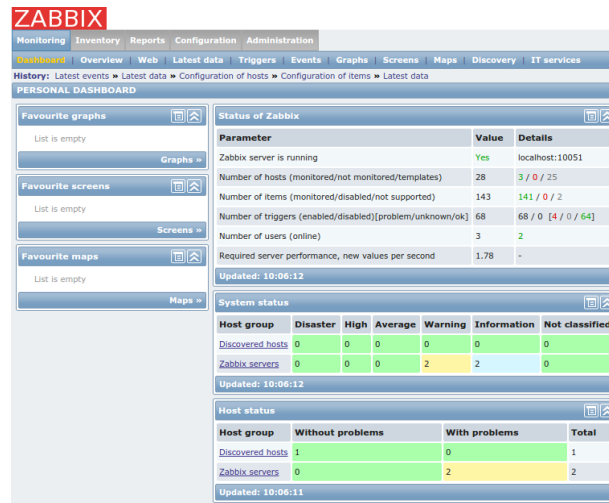 ZABBIX
Monitoring Inventory Reports Configuration Administration
Dashboard | Overview | Web | Latest data | Triggers | Events | Graphs | Screens | Maps | Discovery | IT services
History: Latest events » Latest data » Configuration of hosts » Configuration of items » Latest data
PERSONAL DASHBOARD
Favourite graphs
List is empty
Graphs »
Favourite screens
List is empty
Screens »
Favourite maps
List is empty
Maps »
Status of Zabbix
Parameter Value Details
Zabbix server is running Yes localhost:10051
Number of hosts (monitored/not monitored/templates) 28 3 / 0 / 25
Number of items (monitored/disabled/not supported) 143 141 / 0 / 2
Number of triggers (enabled/disabled)[problem/unknown/ok] 68 68 / 0 [4 / 0 / 64]
Number of users (online) 3 2
Required server performance, new values per second 1.78 -
Updated: 10:06:12
System status
Host group Disaster High Average Warning Information Not classified
Discovered hosts 0 0 0 0 0 0
Zabbix servers 0 0 0 2 2 0
Updated: 10:06:12
Host status
Host group Without problems With problems Total
Discovered hosts 1 0 1
Zabbix servers 0 2 2
Updated: 10:06:11